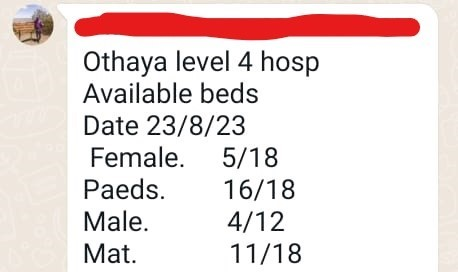 Othaya level 4 hosp
Available beds
Date 23/8/23
Female. 5/18
Paeds. 16/18
Male. 4/12
Mat. 11/18